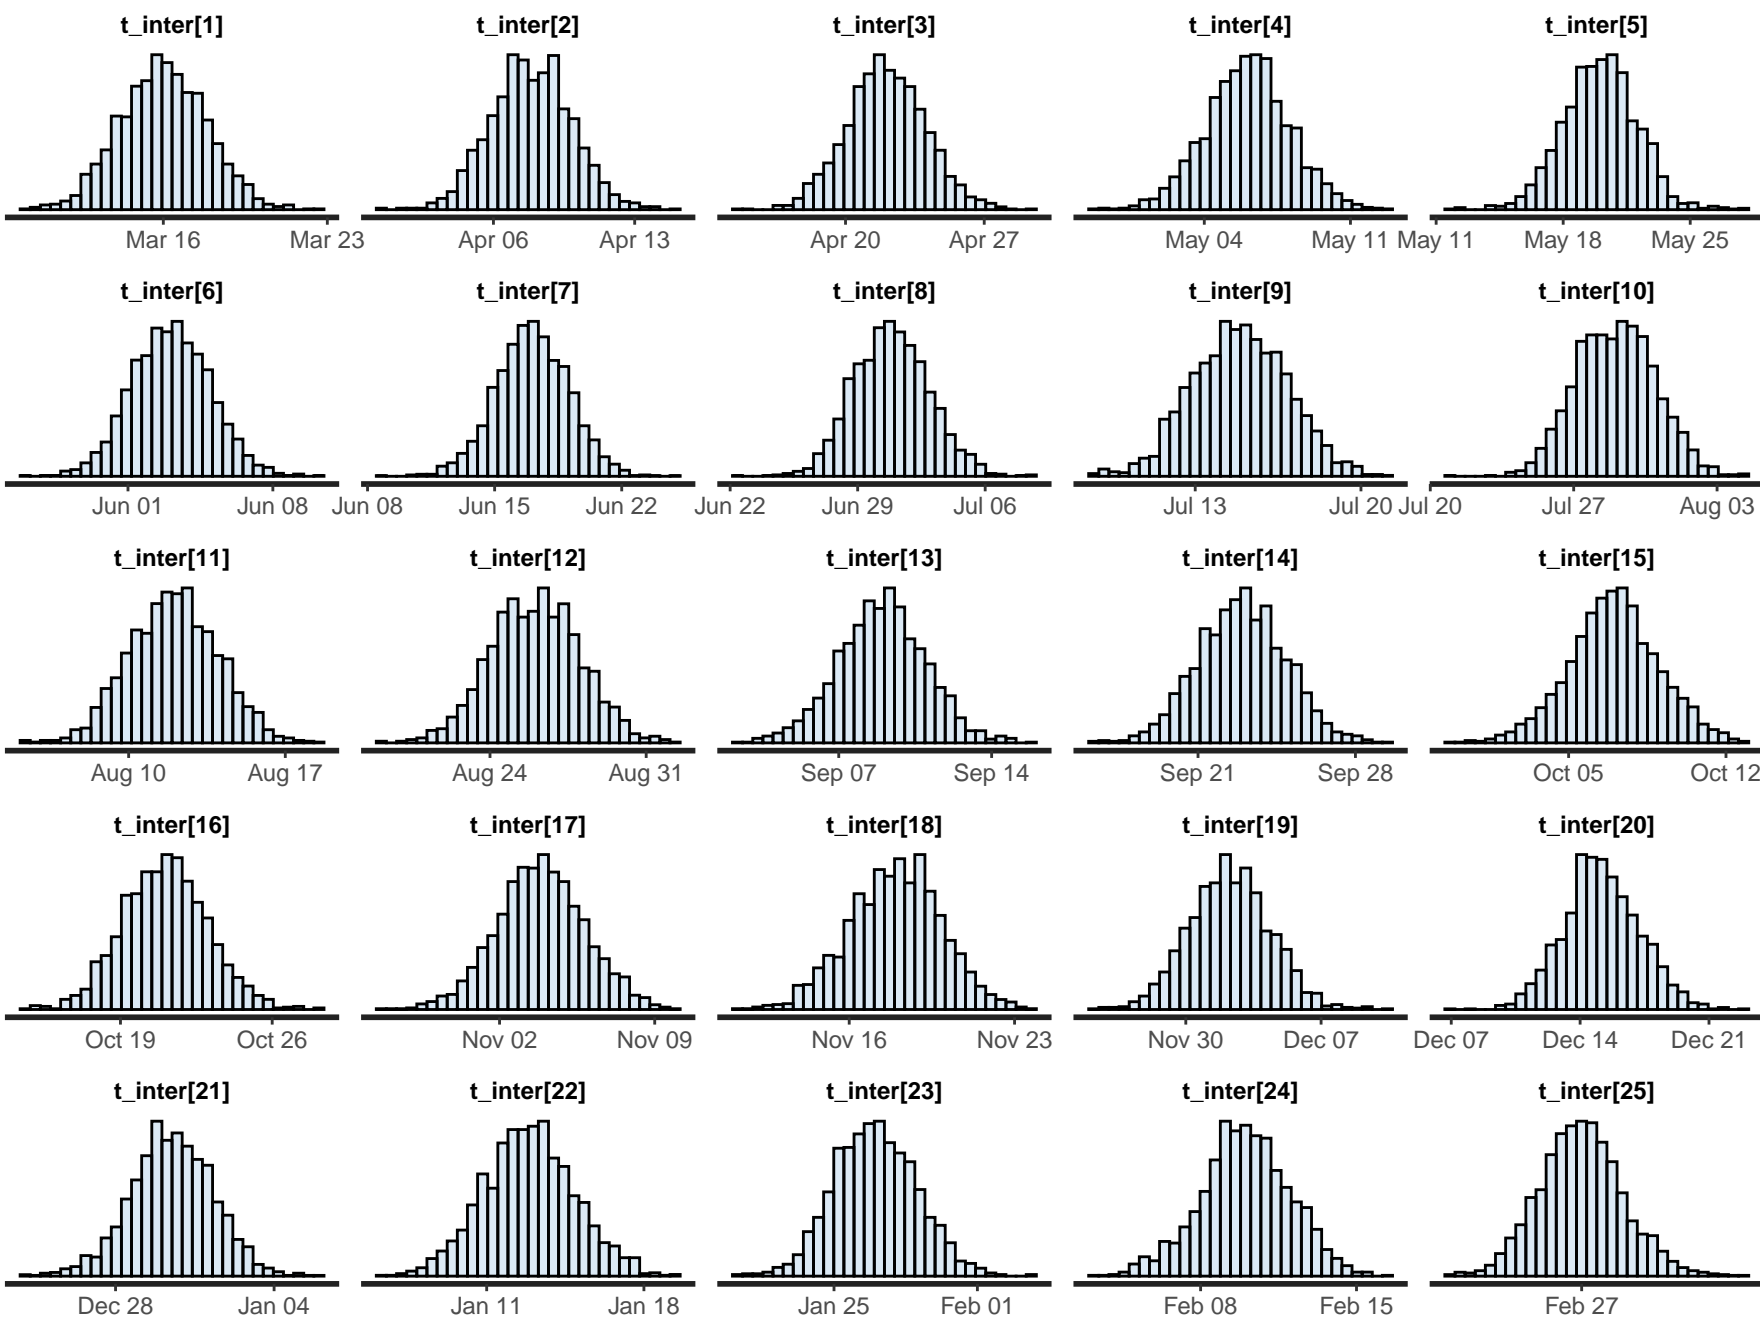 t_inter[1] t_inter[2] t_inter[3] t_inter[4] t_inter[5]
Mar 16 Mar 23 Apr 06 Apr 13 Apr 20 Apr 27 May 04 May 11 May 11 May 18 May 25
t_inter[6] t_inter[7] t_inter[8] t_inter[9] t_inter[10]
Jun 01 Jun 08 Jun 08 Jun 15 Jun 22 Jun 22 Jun 29 Jul 06 Jul 13 Jul 20 Jul 20 Jul 27 Aug 03
t_inter[11] t_inter[12] t_inter[13] t_inter[14] t_inter[15]
Aug 10 Aug 17 Aug 24 Aug 31 Sep 07 Sep 14 Sep 21 Sep 28 Oct 05 Oct 12
t_inter[16] t_inter[17] t_inter[18] t_inter[19] t_inter[20]
Oct 19 Oct 26 Nov 02 Nov 09 Nov 16 Nov 23 Nov 30 Dec 07 Dec 07 Dec 14 Dec 21
t_inter[21] t_inter[22] t_inter[23] t_inter[24] t_inter[25]
Dec 28 Jan 04 Jan 11 Jan 18 Jan 25 Feb 01 Feb 08 Feb 15 Feb 27